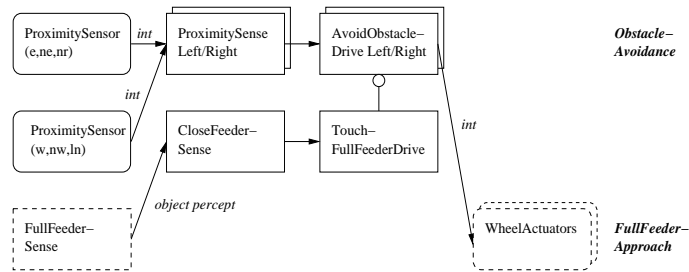 ProximitySensor
(e,ne,nr)
int
ProximitySense
Left/Right
AvoidObstacle–
Drive Left/Right
Obstacle–
Avoidance
int
ProximitySensor
(w,nw,ln)
CloseFeeder–
Sense
Touch–
FullFeederDrive
int
object percept
FullFeeder–
Sense
WheelActuators
FullFeeder–
Approach